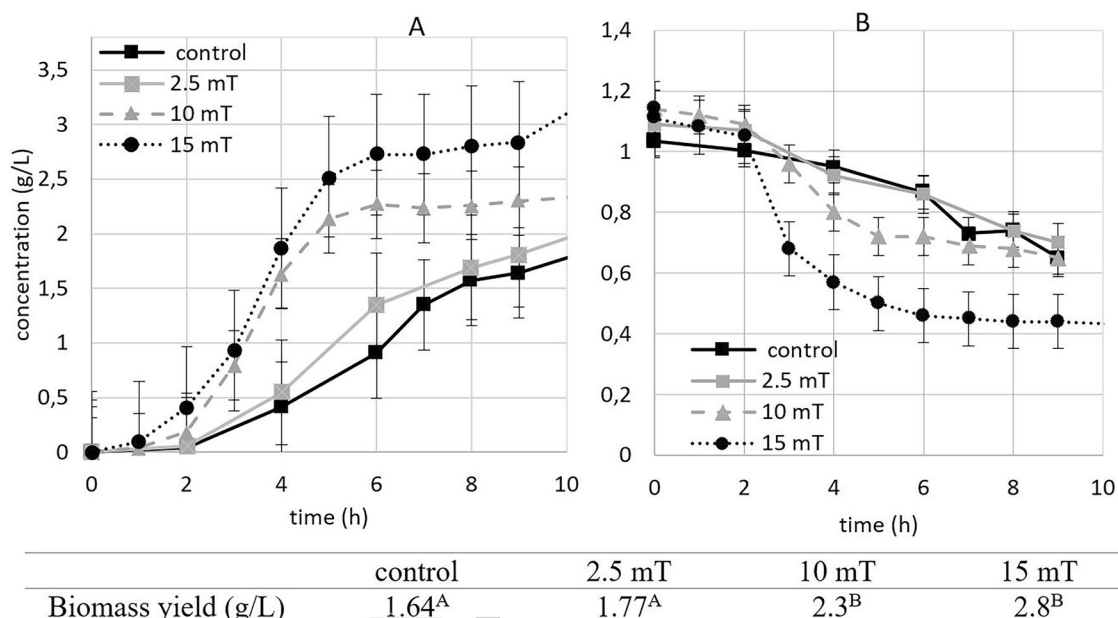 A
control
2.5 mT
10 mT
15 mT
3,5
3
2,5
2
1,5
1
0,5
0
concentration (g/L)
0 2 4 6 8 10
time (h)
B
1,4
1,2
1
0,8
0,6
0,4
0,2
0
control
2.5 mT
10 mT
15 mT
0 2 4 6 8 10
time (h)
control 2.5 mT 10 mT 15 mT
Biomass yield (g/L) 1.64ᴬ 1.77ᴬ 2.3ᴮ 2.8ᴮ